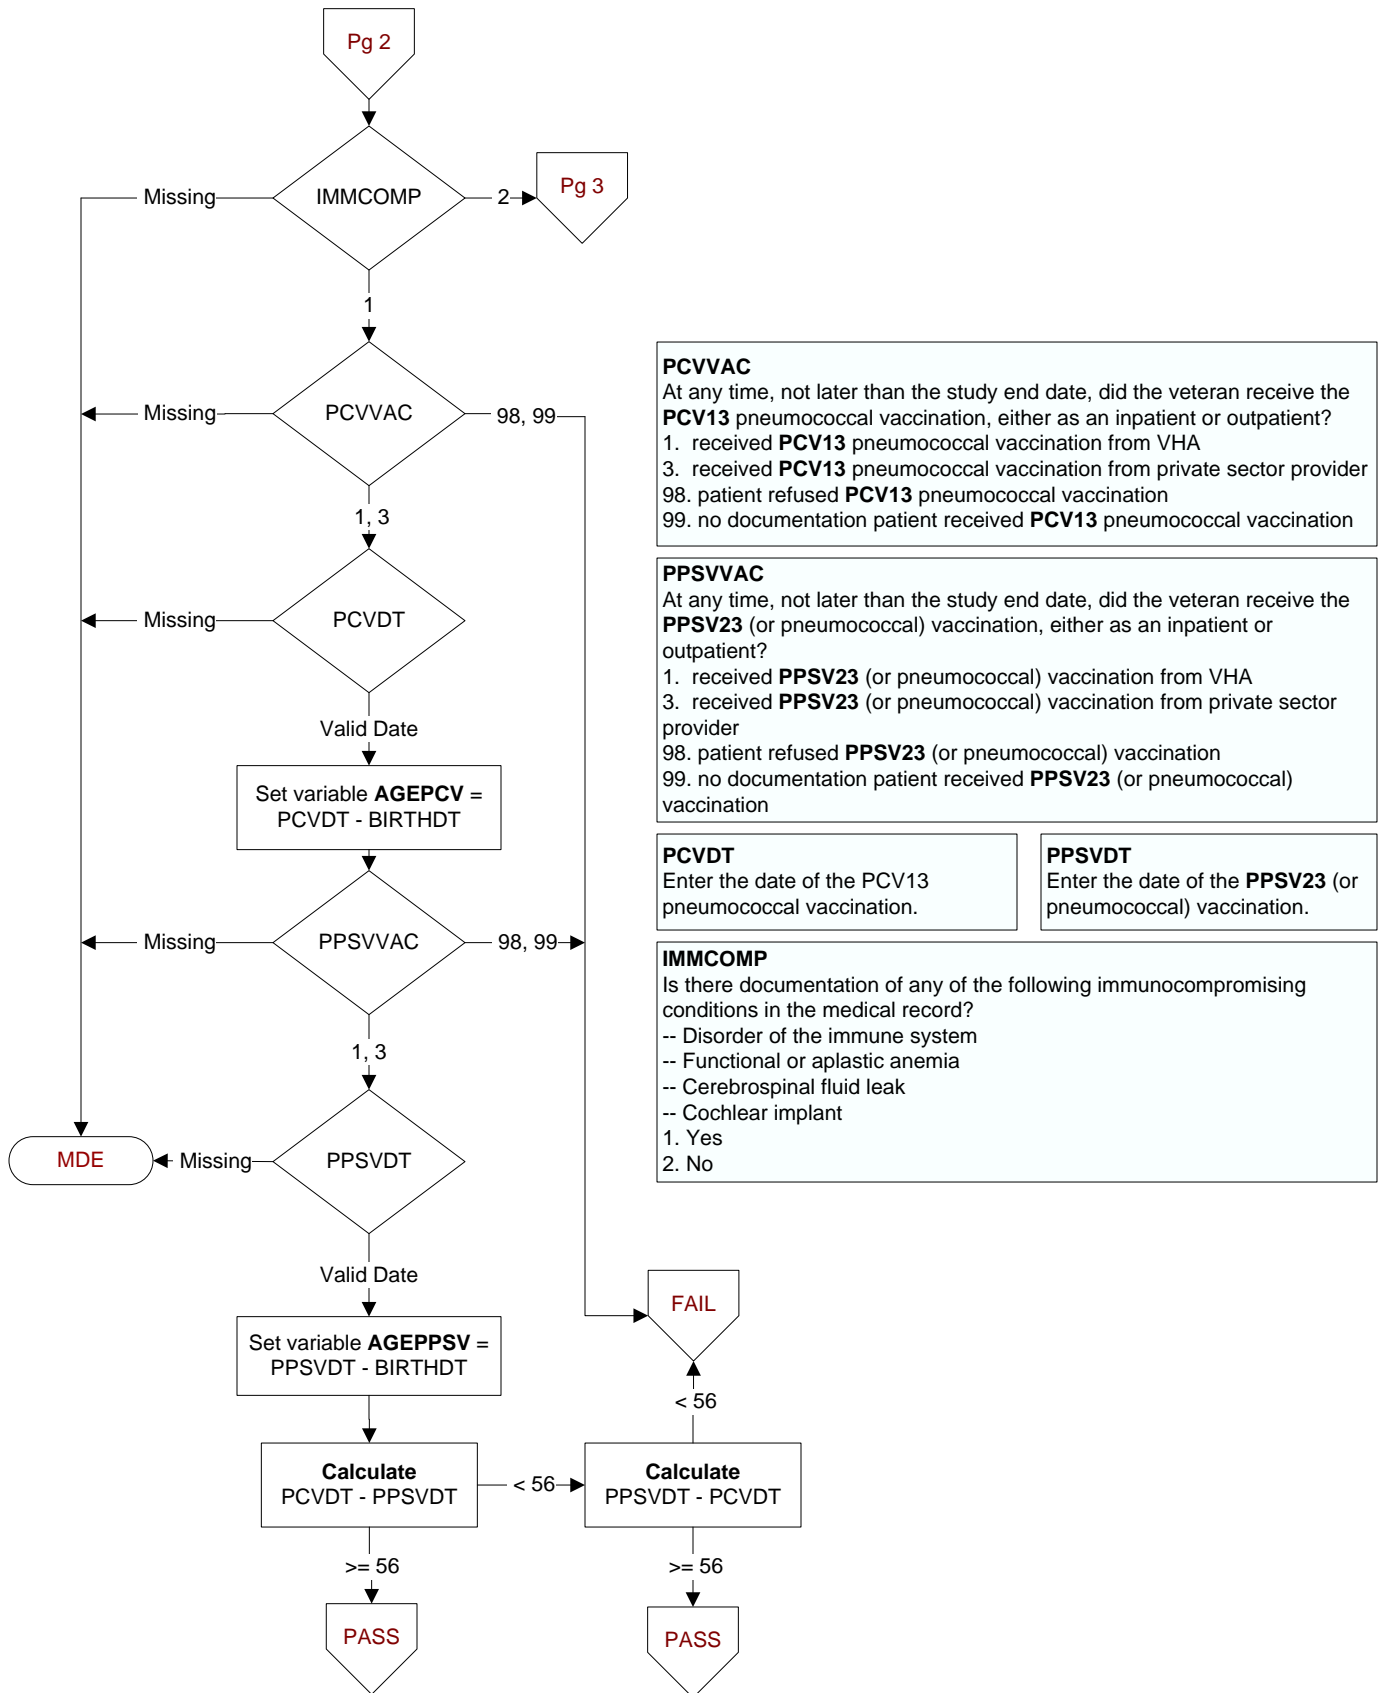 Pg 2
IMMCOMP
Missing
2
Pg 3
1
PCVVAC
Missing
98, 99
1, 3
PCVDT
Missing
Valid Date
Set variable AGEPCV =
PCVDT - BIRTHDT
PPSVVAC
Missing
98, 99
1, 3
PPSVDT
Missing
MDE
Valid Date
Set variable AGEPPSV =
PPSVDT - BIRTHDT
Calculate
PCVDT - PPSVDT
< 56
Calculate
PPSVDT - PCVDT
< 56
FAIL
>= 56
PASS
>= 56
PASS
PCVVAC
At any time, not later than the study end date, did the veteran receive the
PCV13 pneumococcal vaccination, either as an inpatient or outpatient?
1. received PCV13 pneumococcal vaccination from VHA
3. received PCV13 pneumococcal vaccination from private sector provider
98. patient refused PCV13 pneumococcal vaccination
99. no documentation patient received PCV13 pneumococcal vaccination
PPSVVAC
At any time, not later than the study end date, did the veteran receive the
PPSV23 (or pneumococcal) vaccination, either as an inpatient or
outpatient?
1. received PPSV23 (or pneumococcal) vaccination from VHA
3. received PPSV23 (or pneumococcal) vaccination from private sector
provider
98. patient refused PPSV23 (or pneumococcal) vaccination
99. no documentation patient received PPSV23 (or pneumococcal)
vaccination
PCVDT
Enter the date of the PCV13
pneumococcal vaccination.
PPSVDT
Enter the date of the PPSV23 (or
pneumococcal) vaccination.
IMMCOMP
Is there documentation of any of the following immunocompromising
conditions in the medical record?
-- Disorder of the immune system
-- Functional or aplastic anemia
-- Cerebrospinal fluid leak
-- Cochlear implant
1. Yes
2. No